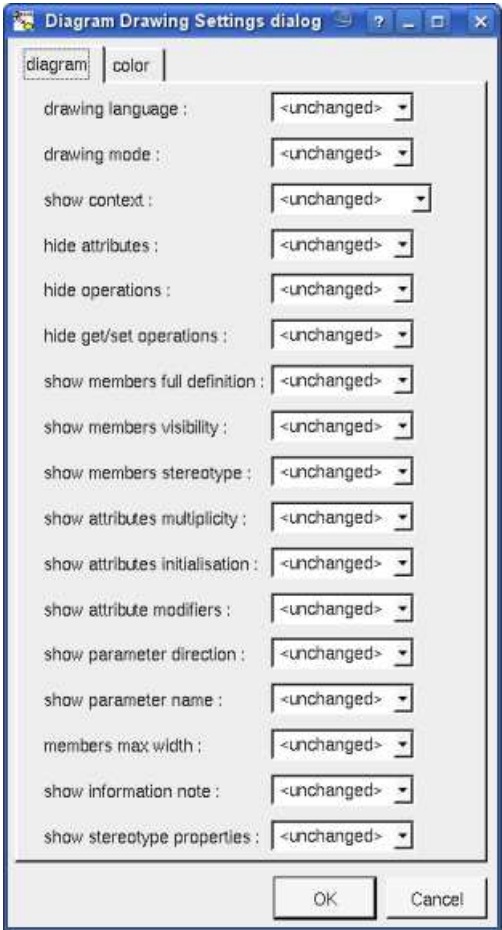 Diagram Drawing Settings dialog ?
diagram color
drawing language : <unchanged>
drawing mode : <unchanged>
show context : <unchanged>
hide attributes : <unchanged>
hide operations : <unchanged>
hide get/set operations : <unchanged>
show members full definition : <unchanged>
show members visibility : <unchanged>
show members stereotype : <unchanged>
show attributes multiplicity : <unchanged>
show attributes initialisation : <unchanged>
show attribute modifiers : <unchanged>
show parameter direction : <unchanged>
show parameter name : <unchanged>
members max width : <unchanged>
show information note : <unchanged>
show stereotype properties : <unchanged>
OK Cancel